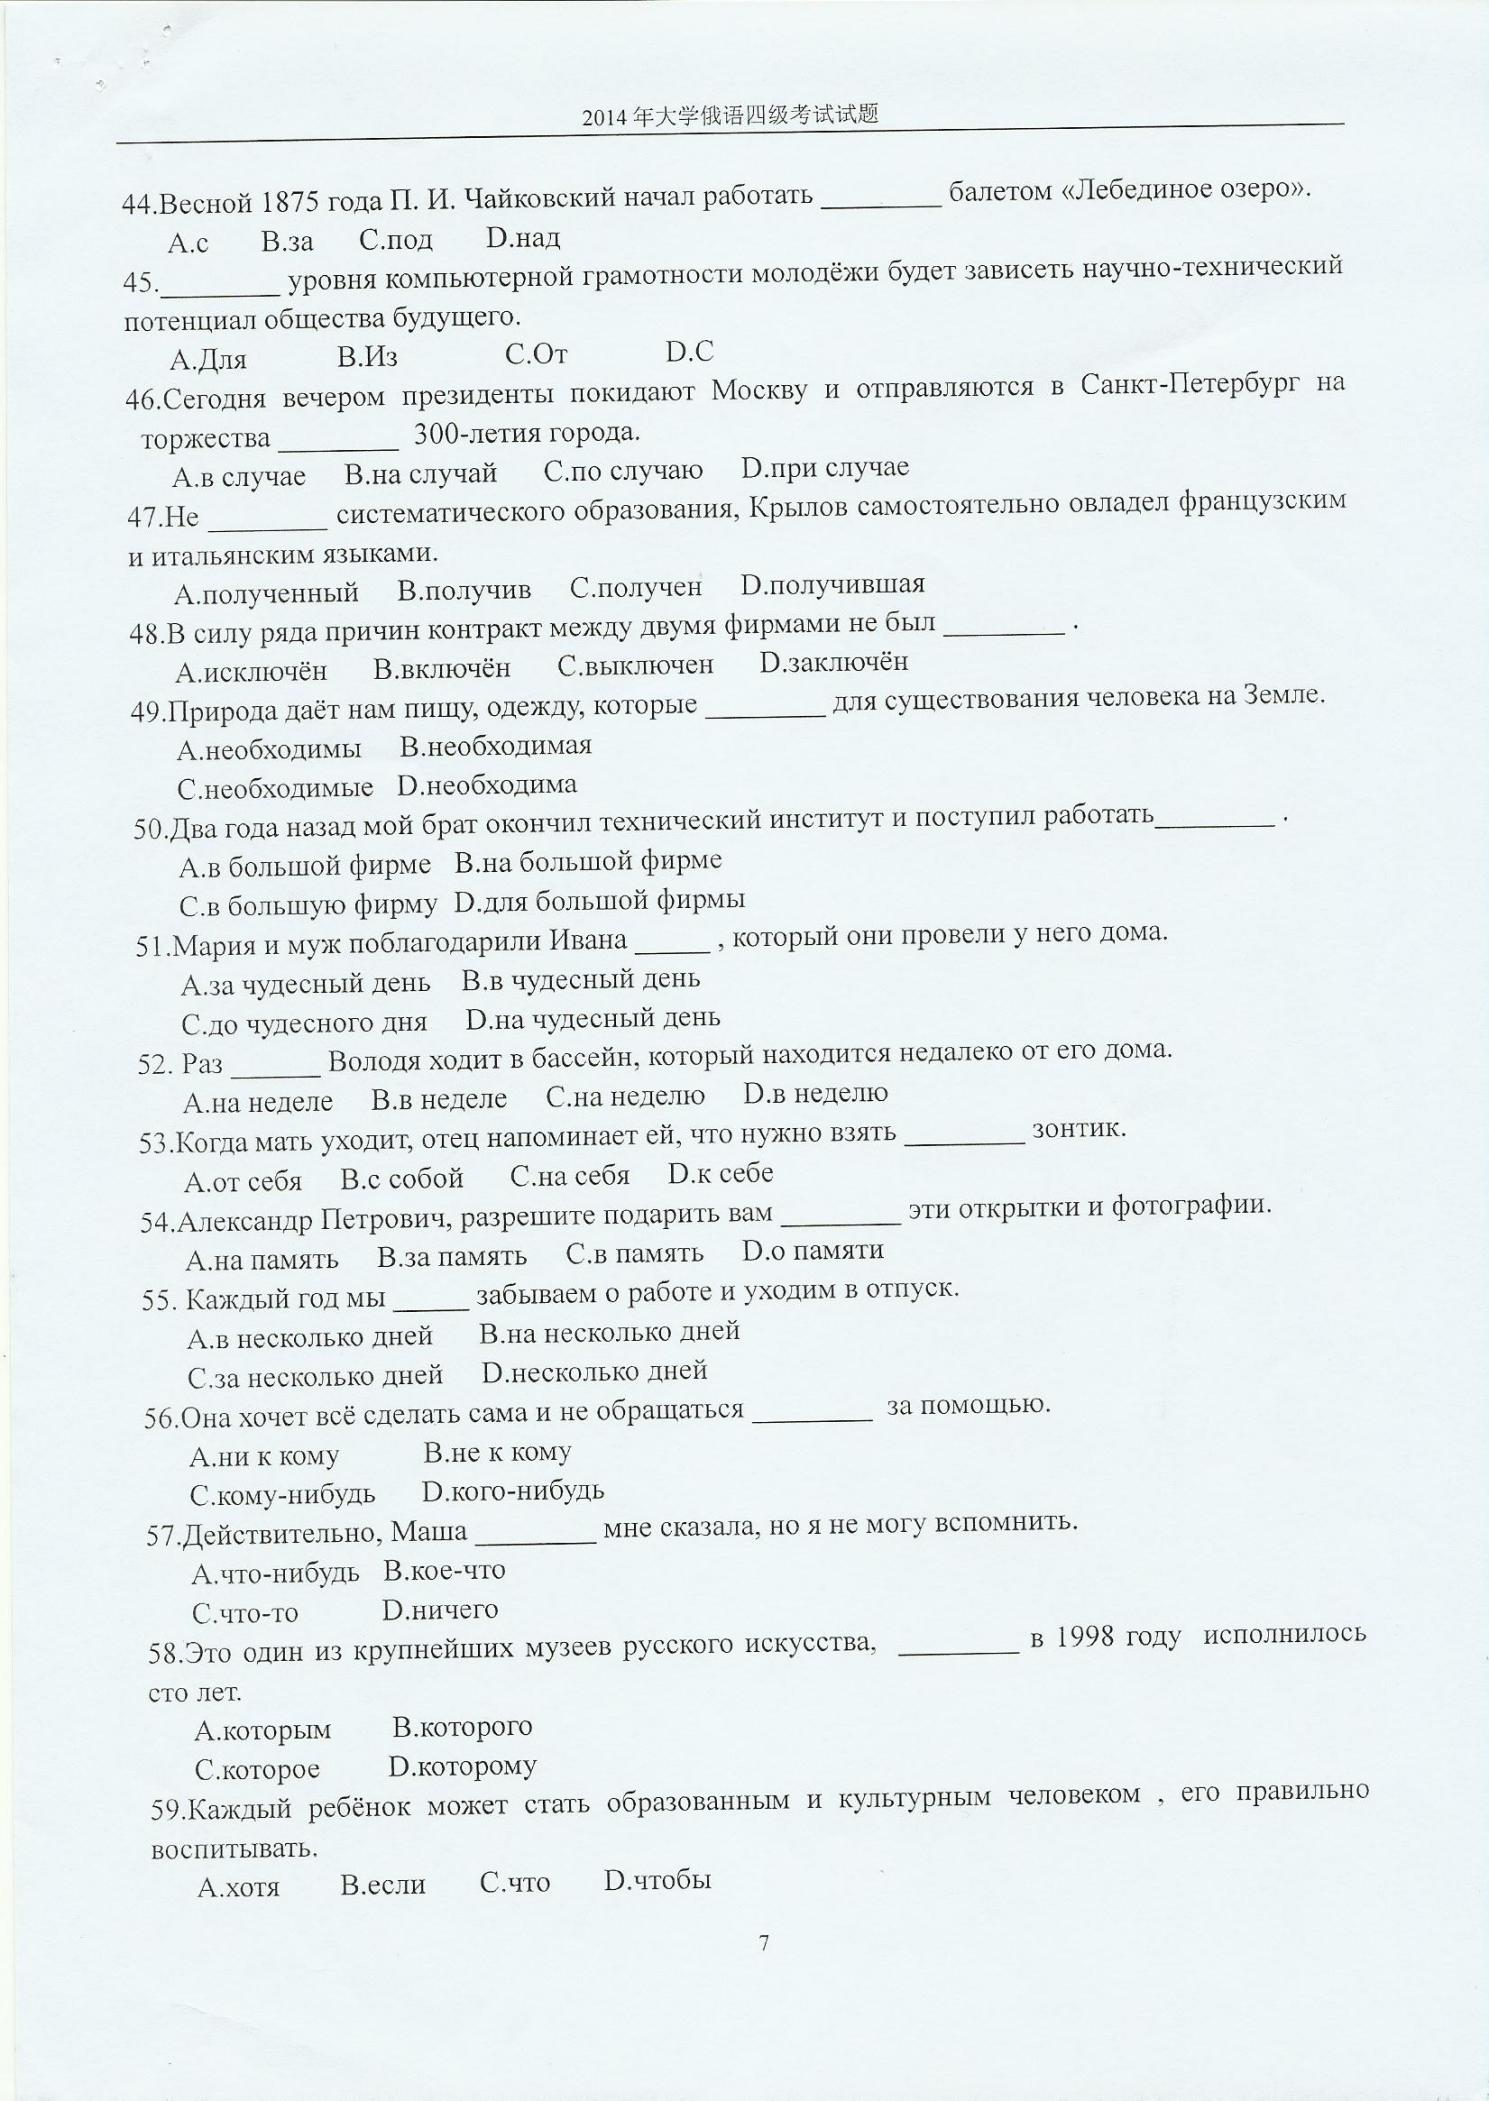 2014 年大学俄语四级考试试题
44.Весной 1875 года П. И. Чайковский начал работать ________ балетом «Лебединое озеро».
A.с B.за C.под D.над
45.________ уровня компьютерной грамотности молодёжи будет зависеть научно-технический
потенциал общества будущего.
A.Для B.Из C.От D.С
46.Сегодня вечером президенты покидают Москву и отправляются в Санкт-Петербург на
торжества ________ 300-летия города.
A.в случае B.на случай C.по случаю D.при случае
47.Не ________ систематического образования, Крылов самостоятельно овладел французским
и итальянским языками.
A.полученный B.получив C.получен D.получившая
48.В силу ряда причин контракт между двумя фирмами не был ________ .
A.исключён B.включён C.выключен D.заключён
49.Природа даёт нам пищу, одежду, которые ________ для существования человека на Земле.
A.необходимы B.необходимая
C.необходимые D.необходима
50.Два года назад мой брат окончил технический институт и поступил работать________ .
A.в большой фирме B.на большой фирме
C.в большую фирму D.для большой фирмы
51.Мария и муж поблагодарили Ивана _____ , который они провели у него дома.
A.за чудесный день B.в чудесный день
C.до чудесного дня D.на чудесный день
52. Раз ______ Володя ходит в бассейн, который находится недалеко от его дома.
A.на неделе B.в неделе C.на неделю D.в неделю
53.Когда мать уходит, отец напоминает ей, что нужно взять ________ зонтик.
A.от себя B.с собой C.на себя D.к себе
54.Александр Петрович, разрешите подарить вам ________ эти открытки и фотографии.
A.на память B.за память C.в память D.о памяти
55. Каждый год мы _____ забываем о работе и уходим в отпуск.
A.в несколько дней B.на несколько дней
C.за несколько дней D.несколько дней
56.Она хочет всё сделать сама и не обращаться ________ за помощью.
A.ни к кому B.не к кому
C.кому-нибудь D.кого-нибудь
57.Действительно, Маша ________ мне сказала, но я не могу вспомнить.
A.что-нибудь B.кое-что
C.что-то D.ничего
58.Это один из крупнейших музеев русского искусства, ________ в 1998 году исполнилось
сто лет.
A.которым B.которого
C.которое D.которому
59.Каждый ребёнок может стать образованным и культурным человеком , его правильно
воспитывать.
A.хотя B.если C.что D.чтобы
7